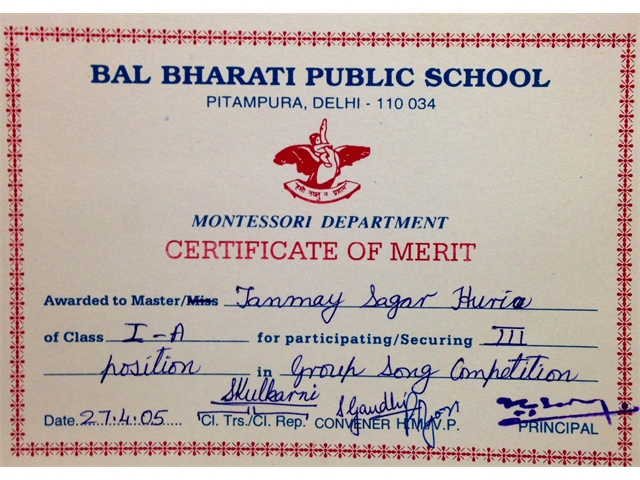 BAL BHARATI PUBLIC SCHOOL
PITAMPURA, DELHI - 110 034
MONTESSORI DEPARTMENT
CERTIFICATE OF MERIT
Awarded to Master/Miss Tanmay Sagar Huria
of Class I-A for participating/Securing III
position in Group Song Competition
SKulkarni SGandhi
Date 27.4.05 Cl. Trs./Cl. Rep. CONVENER H.M./V.P. PRINCIPAL